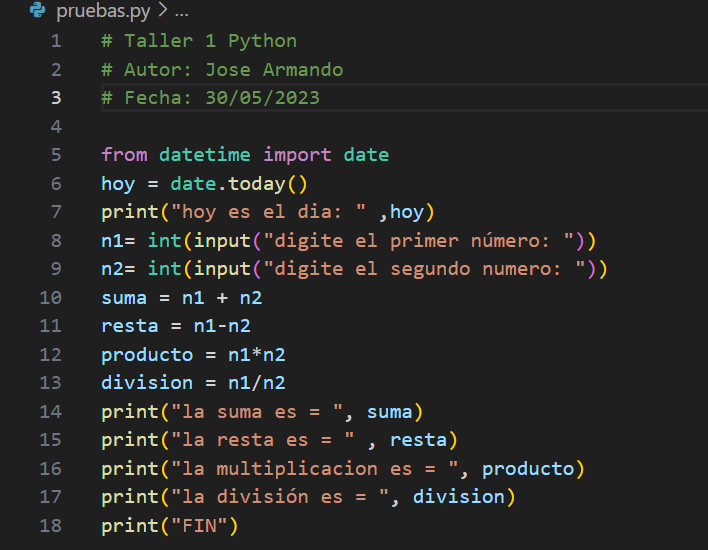 pruebas.py > ...
1 # Taller 1 Python
2 # Autor: Jose Armando
3 # Fecha: 30/05/2023
4
5 from datetime import date
6 hoy = date.today()
7 print("hoy es el dia: " ,hoy)
8 n1= int(input("digite el primer número: "))
9 n2= int(input("digite el segundo numero: "))
10 suma = n1 + n2
11 resta = n1-n2
12 producto = n1*n2
13 division = n1/n2
14 print("la suma es = ", suma)
15 print("la resta es = " , resta)
16 print("la multiplicacion es = ", producto)
17 print("la división es = ", division)
18 print("FIN")